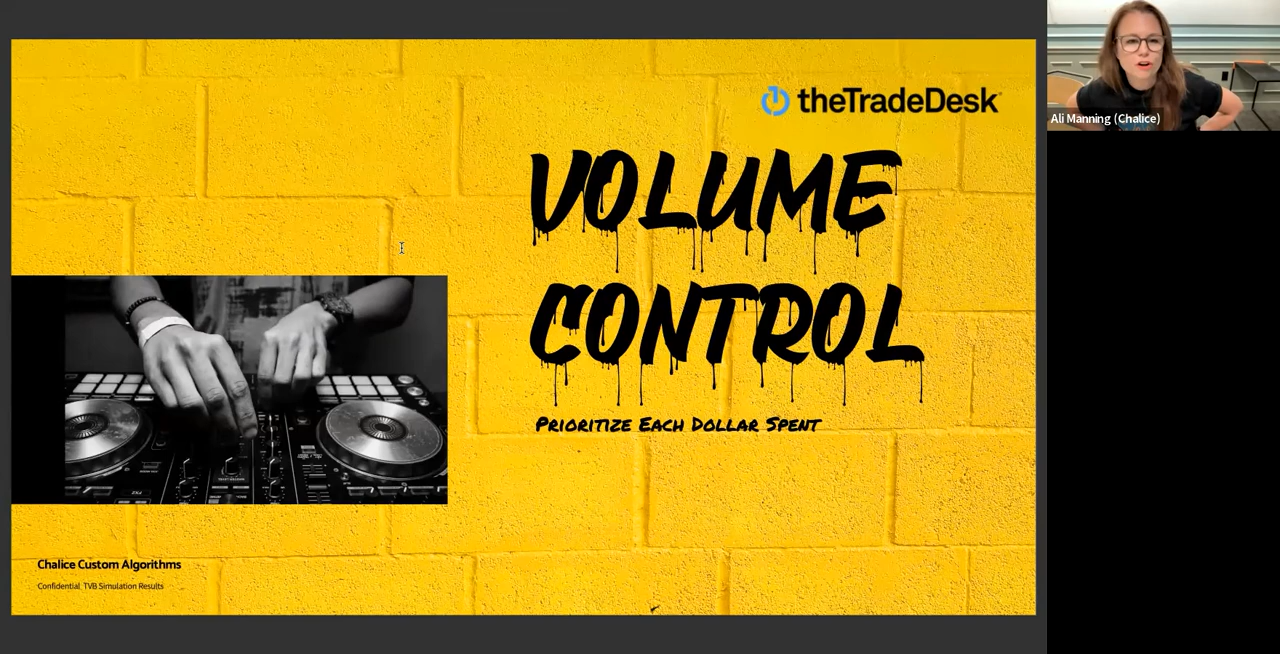 theTradeDesk
VOLUME
CONTROL
Prioritize Each Dollar Spent
Chalice Custom Algorithms
Confidential TVB Simulation Results
Ali Manning (Chalice)